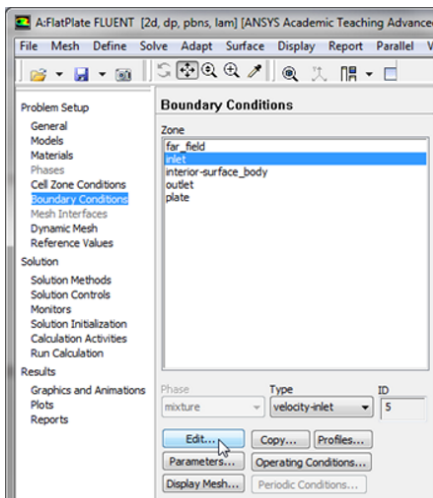 A:FlatPlate FLUENT [2d, dp, pbns, lam] [ANSYS Academic Teaching Advanced
File Mesh Define Solve Adapt Surface Display Report Parallel
Problem Setup
General
Models
Materials
Phases
Cell Zone Conditions
Boundary Conditions
Mesh Interfaces
Dynamic Mesh
Reference Values
Solution
Solution Methods
Solution Controls
Monitors
Solution Initialization
Calculation Activities
Run Calculation
Results
Graphics and Animations
Plots
Reports
Boundary Conditions
Zone
far_field
inlet
interior-surface_body
outlet
plate
Phase Type ID
mixture velocity-inlet 5
Edit... Copy... Profiles...
Parameters... Operating Conditions...
Display Mesh... Periodic Conditions...